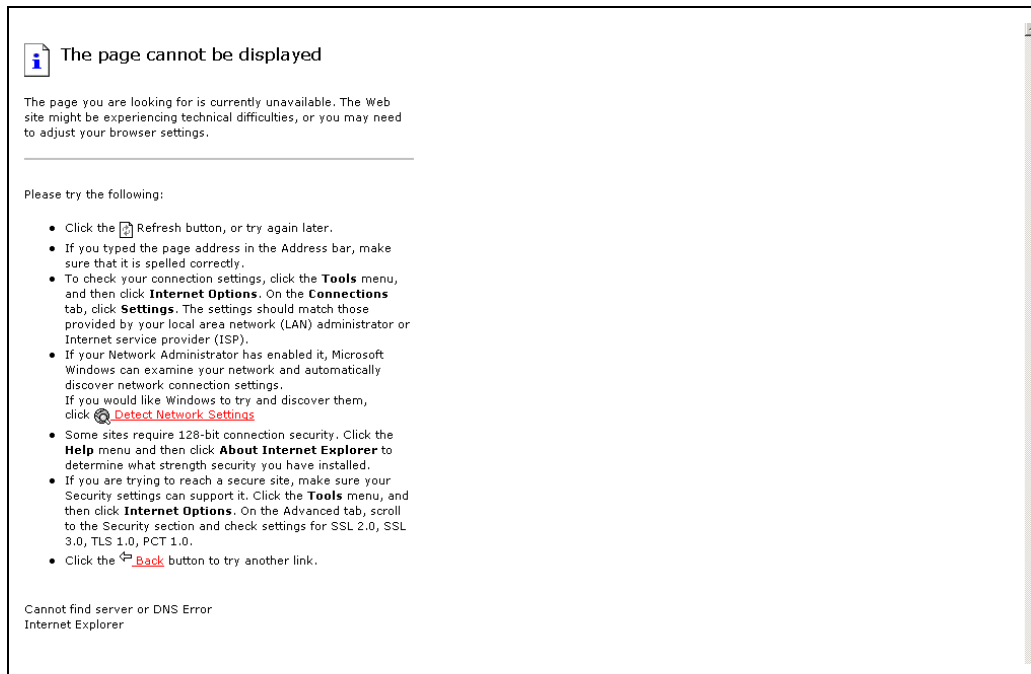 The page cannot be displayed
The page you are looking for is currently unavailable. The Web
site might be experiencing technical difficulties, or you may need
to adjust your browser settings.
Please try the following:
Click the Refresh button, or try again later.
If you typed the page address in the Address bar, make
sure that it is spelled correctly.
To check your connection settings, click the Tools menu,
and then click Internet Options. On the Connections
tab, click Settings. The settings should match those
provided by your local area network (LAN) administrator or
Internet service provider (ISP).
If your Network Administrator has enabled it, Microsoft
Windows can examine your network and automatically
discover network connection settings.
If you would like Windows to try and discover them,
click Detect Network Settings
Some sites require 128-bit connection security. Click the
Help menu and then click About Internet Explorer to
determine what strength security you have installed.
If you are trying to reach a secure site, make sure your
Security settings can support it. Click the Tools menu, and
then click Internet Options. On the Advanced tab, scroll
to the Security section and check settings for SSL 2.0, SSL
3.0, TLS 1.0, PCT 1.0.
Click the Back button to try another link.
Cannot find server or DNS Error
Internet Explorer